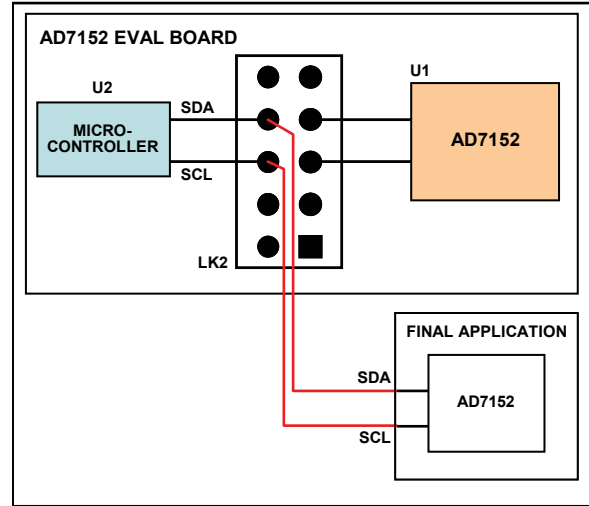 AD7152 EVAL BOARD
U2
U1
SDA
MICRO-
CONTROLLER
AD7152
SCL
LK2
FINAL APPLICATION
SDA
AD7152
SCL